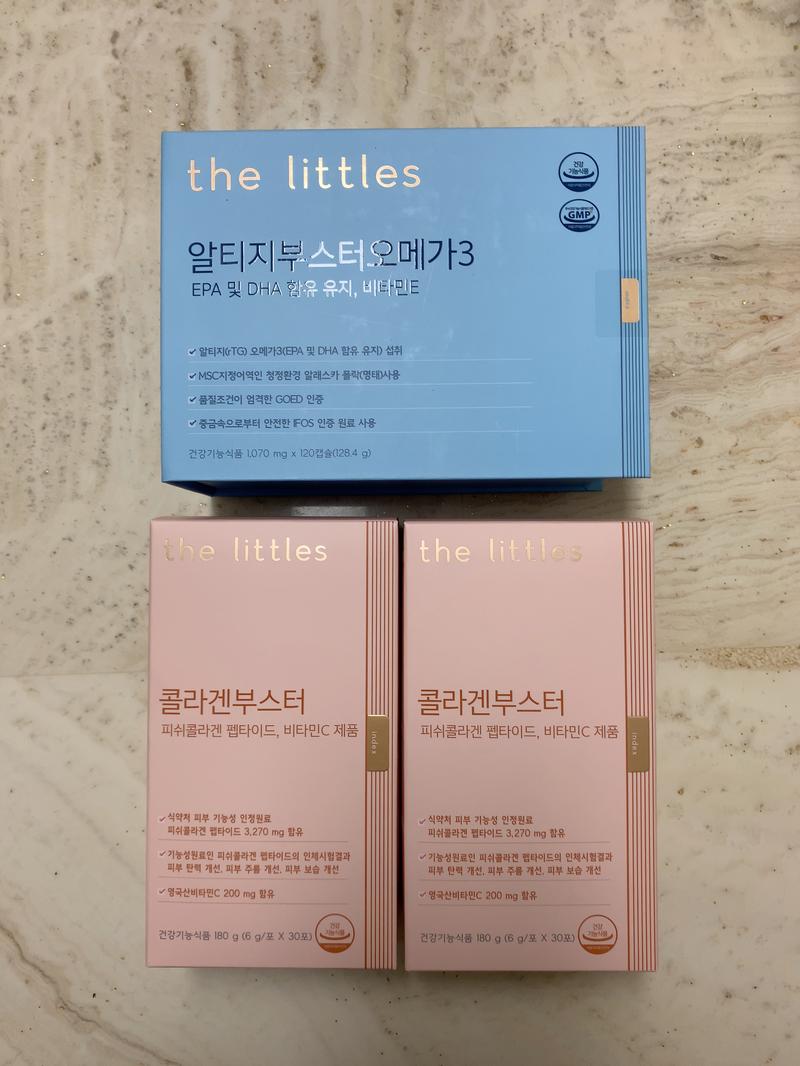 the littles
건강
기능식품
GMP
알티지부스터오메가3
EPA 및 DHA 함유 유지, 비타민E
알티지(rTG) 오메가3(EPA 및 DHA 함유 유지) 섭취
MSC지정어역인 청정환경 알래스카 폴락(명태)사용
품질조건이 엄격한 GOED 인증
중금속으로부터 안전한 IFOS 인증 원료 사용
건강기능식품 1,070 mg x 120캡슐(128.4 g)
the littles
콜라겐부스터
피쉬콜라겐 펩타이드, 비타민C 제품
index
식약처 피부 기능성 인정원료
피쉬콜라겐 펩타이드 3,270 mg 함유
기능성원료인 피쉬콜라겐 펩타이드의 인체시험결과
피부 탄력 개선, 피부 주름 개선, 피부 보습 개선
영국산비타민C 200 mg 함유
건강기능식품 180 g (6 g/포 X 30포)
건강
기능식품
the littles
콜라겐부스터
피쉬콜라겐 펩타이드, 비타민C 제품
index
식약처 피부 기능성 인정원료
피쉬콜라겐 펩타이드 3,270 mg 함유
기능성원료인 피쉬콜라겐 펩타이드의 인체시험결과
피부 탄력 개선, 피부 주름 개선, 피부 보습 개선
영국산비타민C 200 mg 함유
건강기능식품 180 g (6 g/포 X 30포)
건강
기능식품